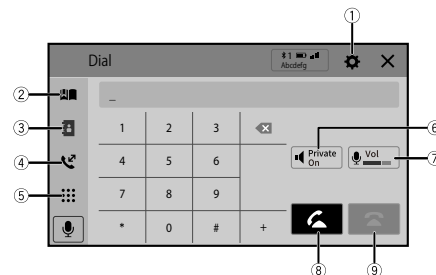 ①
Dial
1
Abcdefg
②
_
③
1 2 3
⑥
Private
On
Vol
⑦
④
4 5 6
⑤
7 8 9
* 0 # +
⑧ ⑨